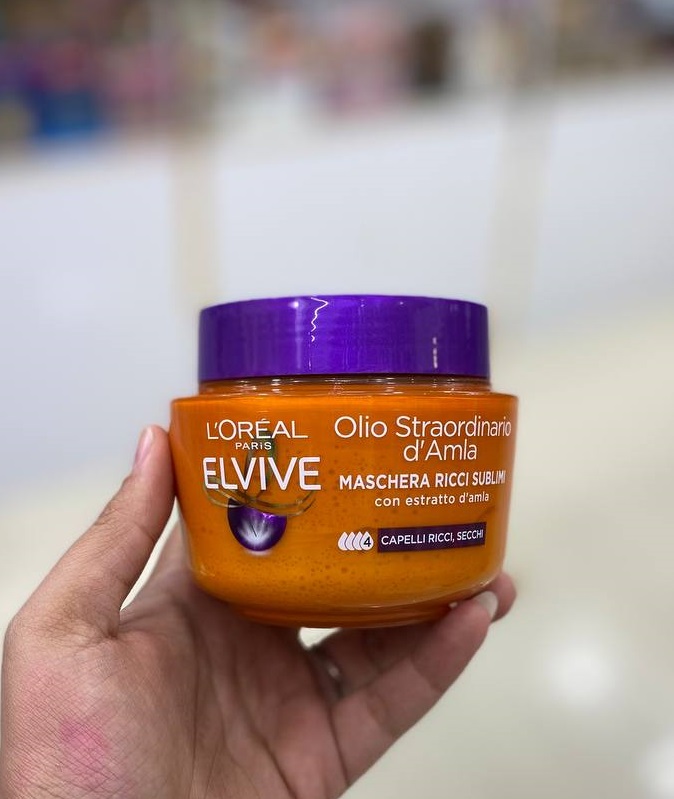 L'ORÉAL
PARIS
ELVIVE
Olio Straordinario
d'Amla
MASCHERA RICCI SUBLIMI
con estratto d'amla
4 CAPELLI RICCI, SECCHI